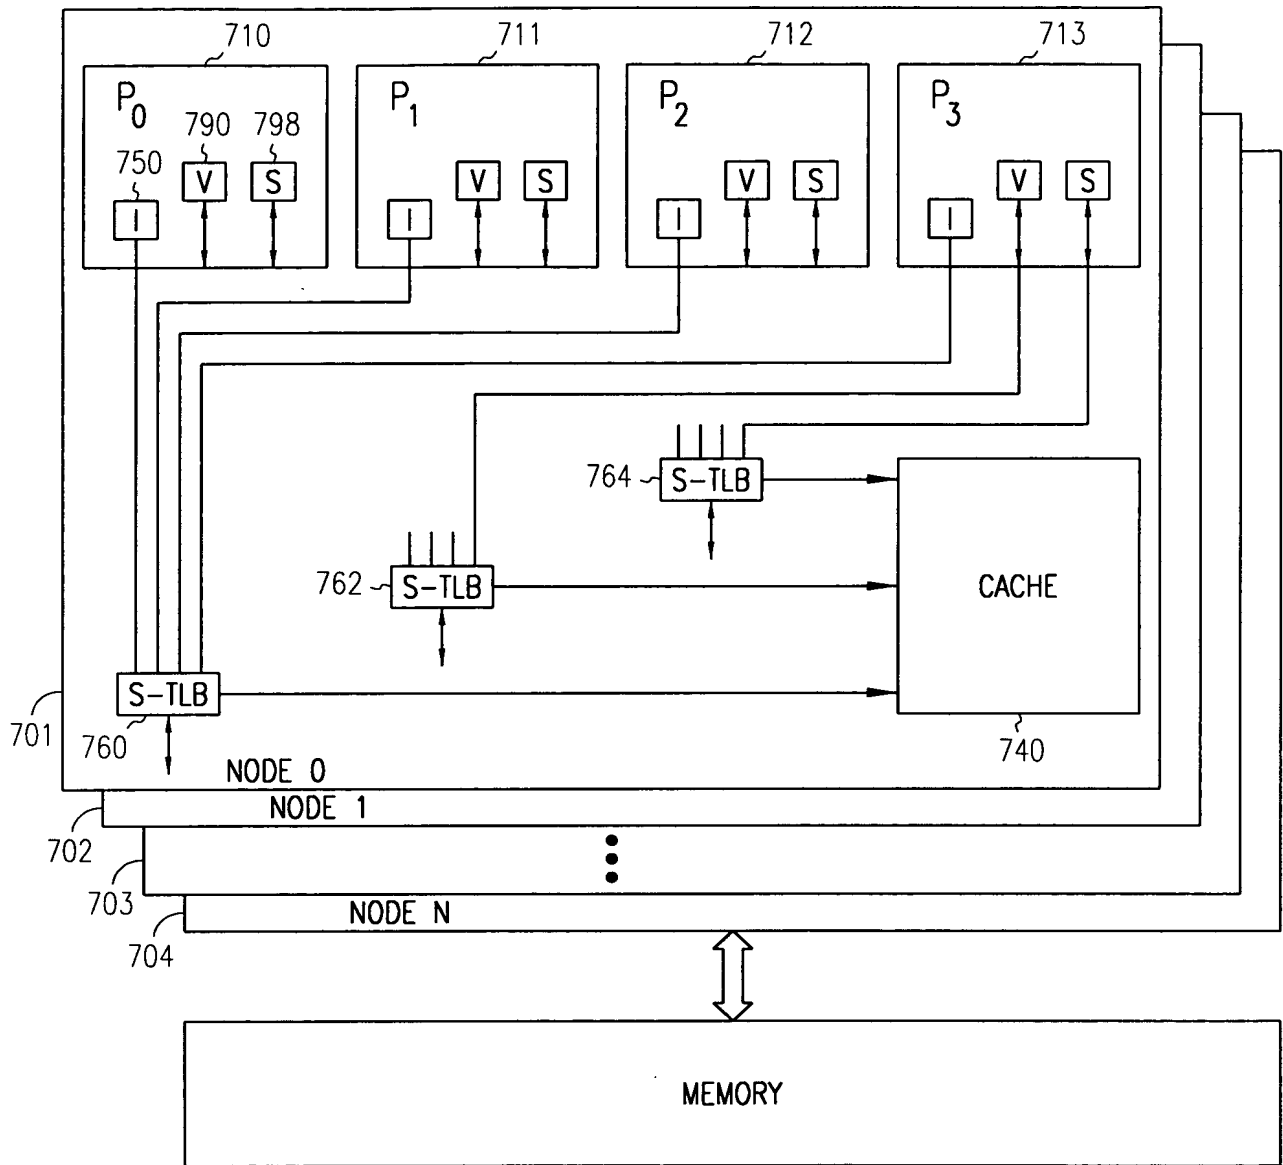 710
711
712
713
P0
P1
P2
P3
790
798
750
V
S
I
V
S
I
V
S
I
V
S
I
764
S-TLB
762
S-TLB
CACHE
S-TLB
701
760
740
NODE 0
NODE 1
702
703
NODE N
704
MEMORY